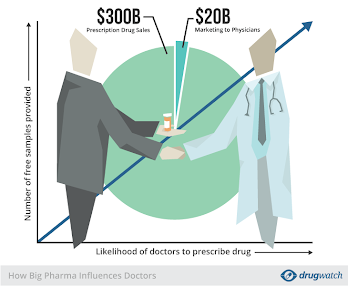 $300B
Prescription Drug Sales
$20B
Marketing to Physicians
Number of free samples provided
Likelihood of doctors to prescribe drug
How Big Pharma Influences Doctors
drugwatch